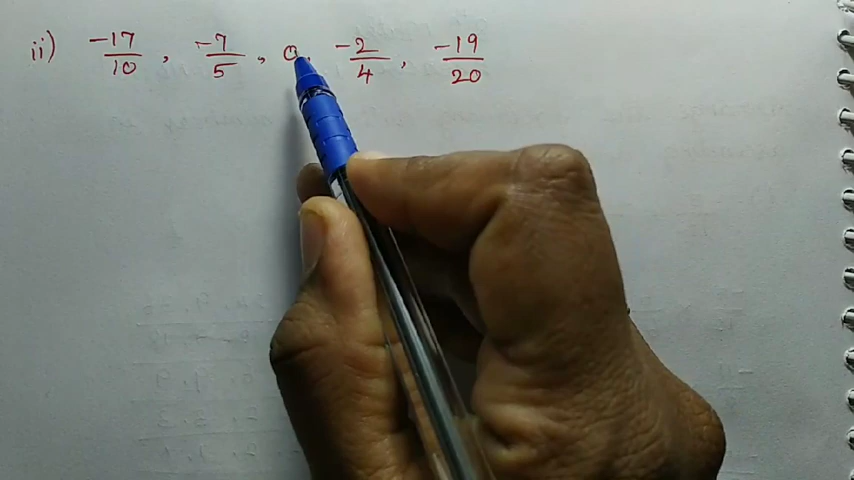 ii) -17/10 , -7/5 , 0, -2/4 , -19/20